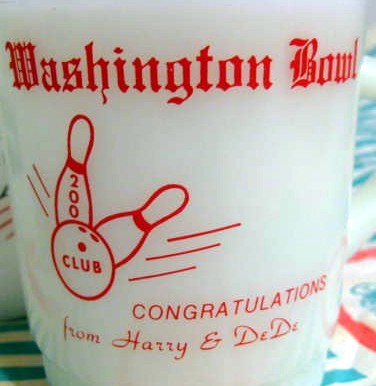 Washington Bowl
200
CLUB
CONGRATULATIONS
from Harry & DeDe